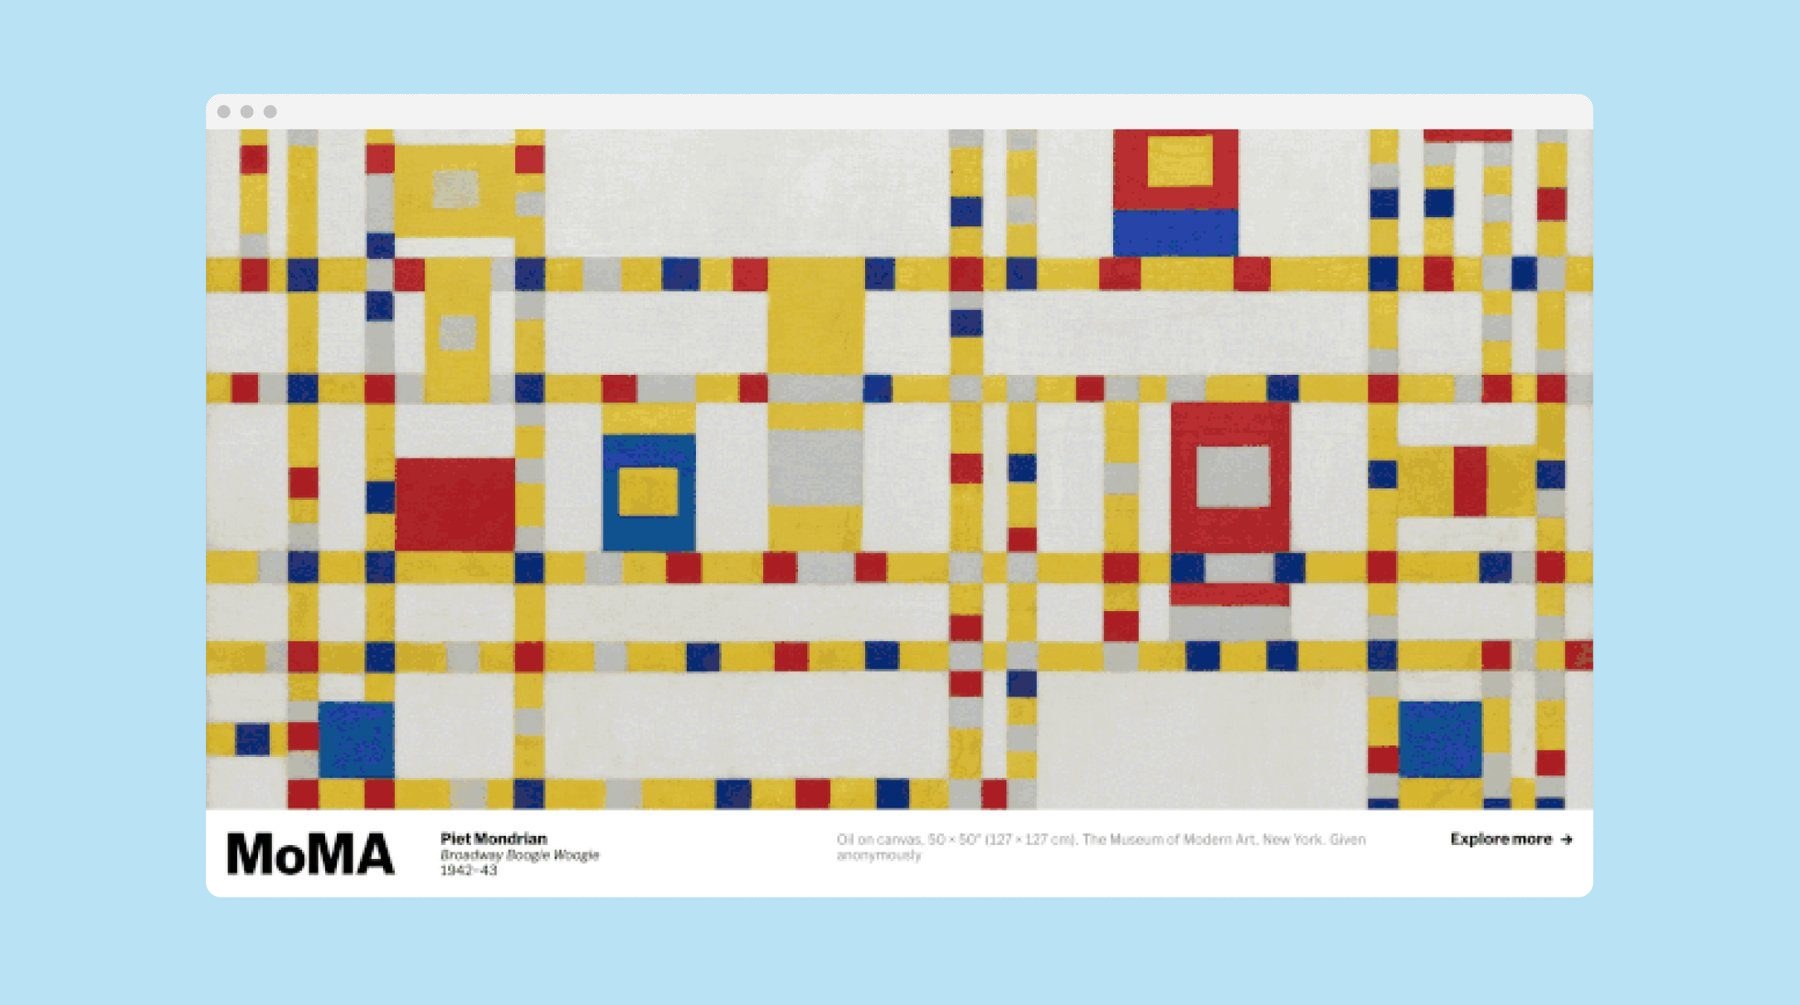 MoMA
Piet Mondrian
Broadway Boogie Woogie
1942–43
Oil on canvas, 50 × 50" (127 × 127 cm). The Museum of Modern Art, New York. Given
anonymously
Explore more →